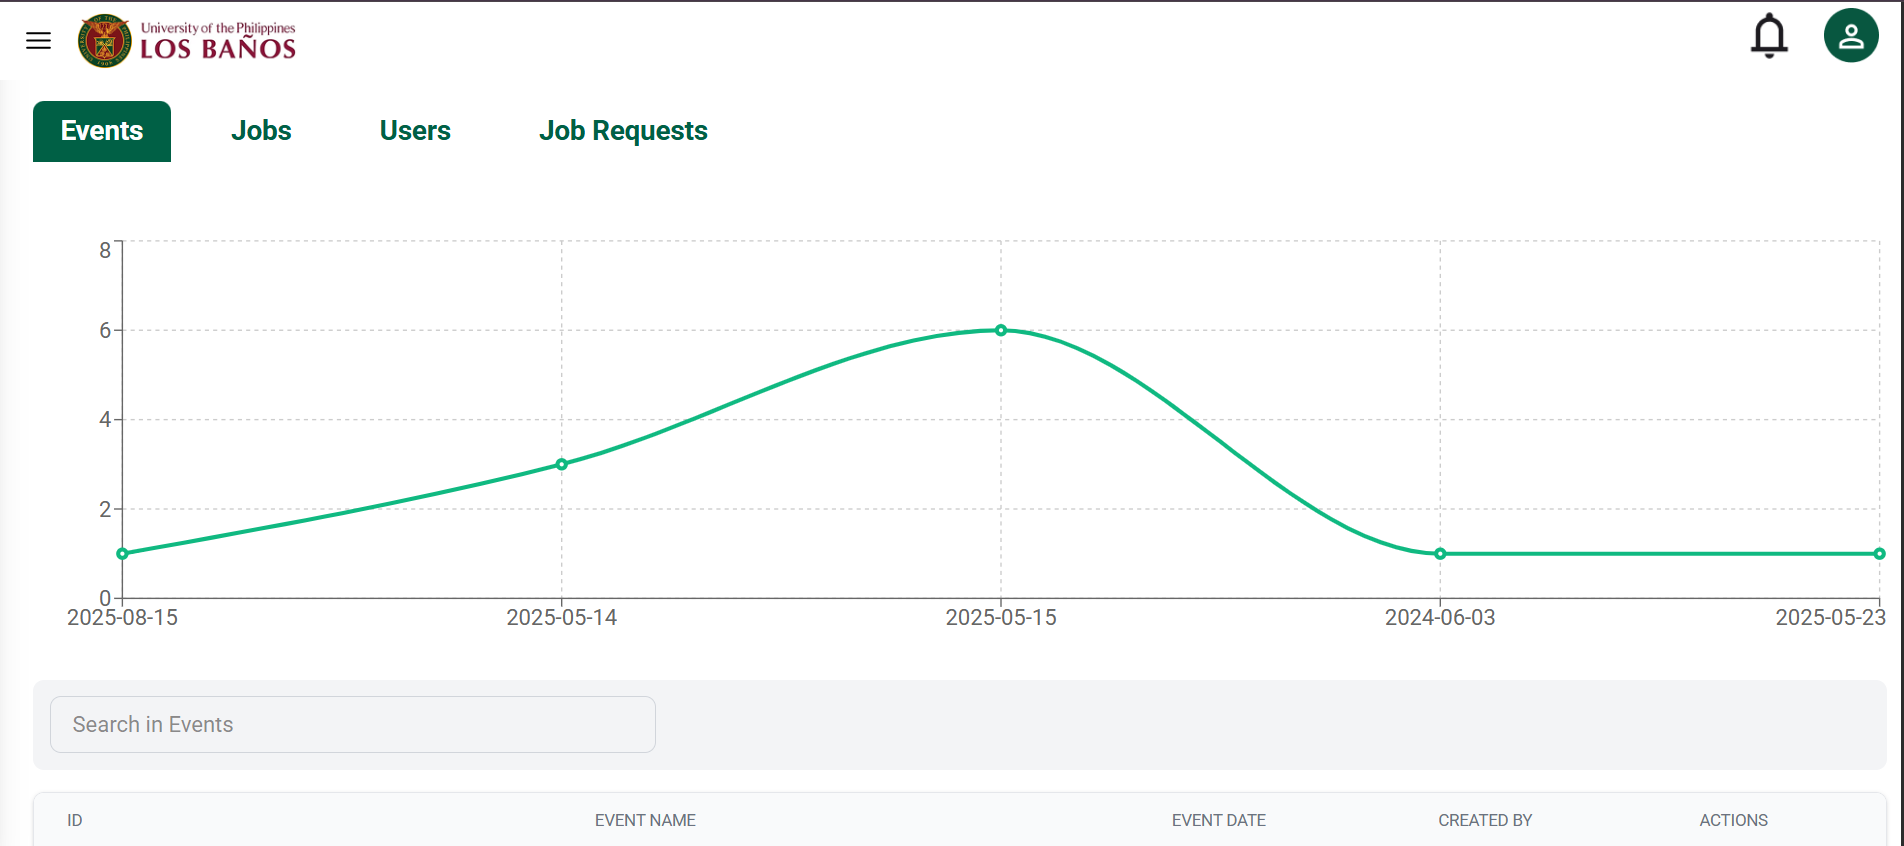 University of the Philippines
LOS BAÑOS
Events Jobs Users Job Requests
8
6
4
2
0
2025-08-15 2025-05-14 2025-05-15 2024-06-03 2025-05-23
Search in Events
ID EVENT NAME EVENT DATE CREATED BY ACTIONS